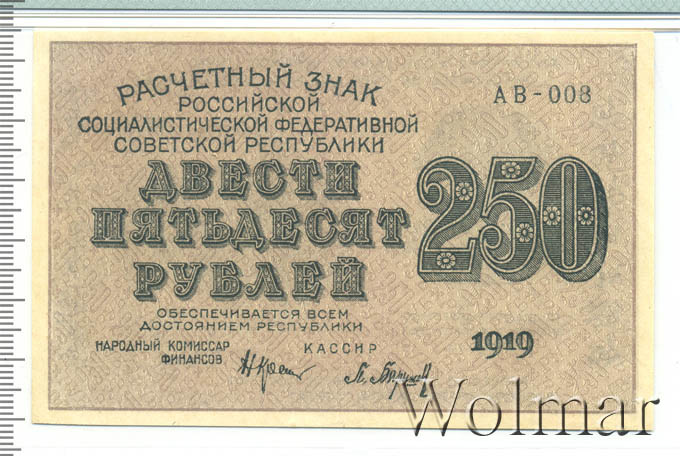 РАСЧЕТНЫЙ ЗНАК
РОССИЙСКОЙ
СОЦИАЛИСТИЧЕСКОЙ ФЕДЕРАТИВНОЙ
СОВЕТСКОЙ РЕСПУБЛИКИ
АВ-008
ДВЕСТИ
ПЯТЬДЕСЯТ
РУБЛЕЙ
250
ОБЕСПЕЧИВАЕТСЯ ВСЕМ
ДОСТОЯНИЕМ РЕСПУБЛИКИ
НАРОДНЫЙ КОМИССАР
ФИНАНСОВ
КАССИР
1919
Wolmar